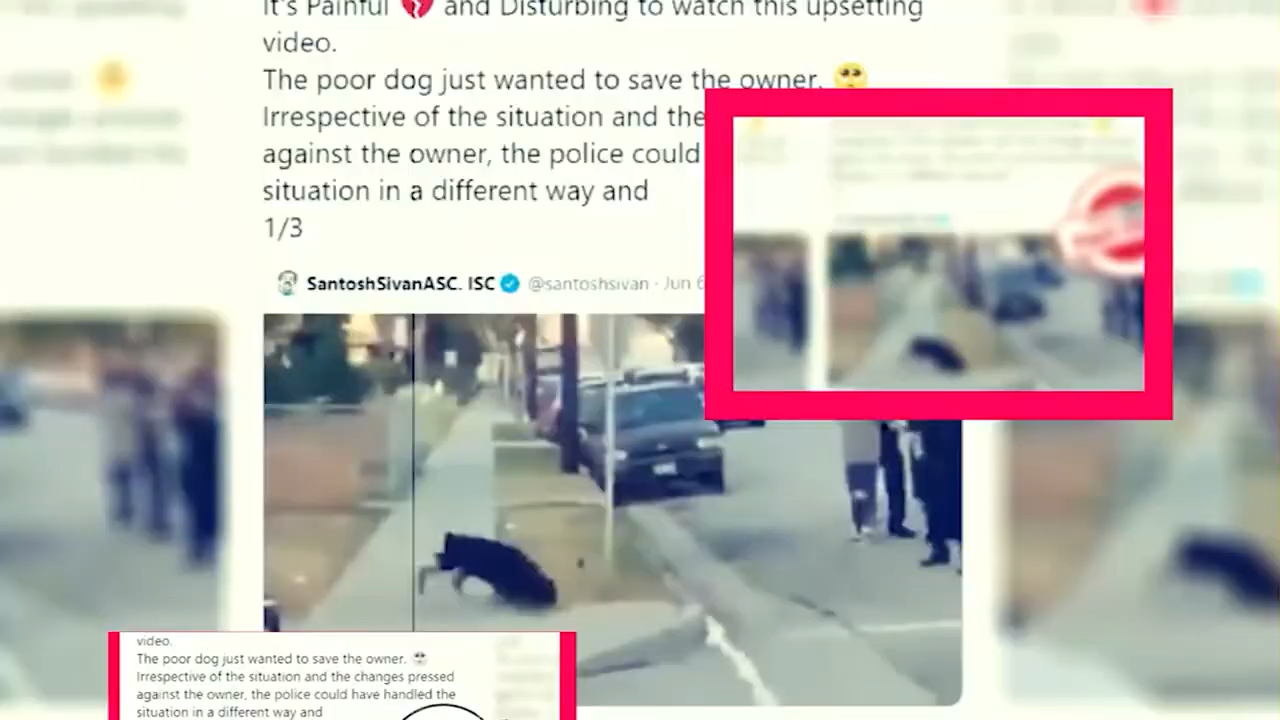 It's Painful 💔 and Disturbing to watch this upsetting
video.
The poor dog just wanted to save the owner. 🥺
Irrespective of the situation and the
against the owner, the police could
situation in a different way and
1/3
SantoshSivanASC. ISC @santoshsivan · Jun 6
video.
The poor dog just wanted to save the owner. 🥺
Irrespective of the situation and the changes pressed
against the owner, the police could have handled the
situation in a different way and